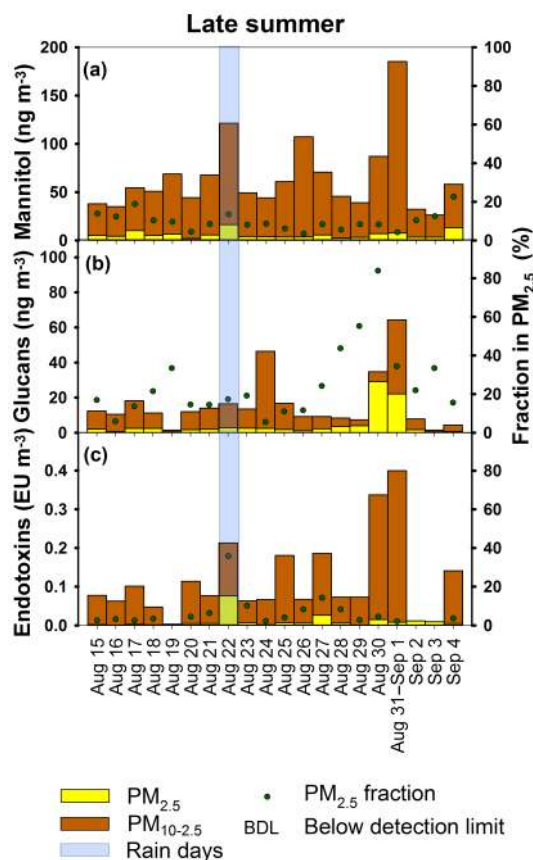 Late summer
(a)
Mannitol (ng m-3)
200
150
100
50
0
100
80
60
40
20
0
(b)
Glucans (ng m-3)
100
80
60
40
20
0
80
60
40
20
0
Fraction in PM2.5 (%)
(c)
Endotoxins (EU m-3)
0.4
0.3
0.2
0.1
0.0
80
60
40
20
0
Aug 15
Aug 16
Aug 17
Aug 18
Aug 19
Aug 20
Aug 21
Aug 22
Aug 23
Aug 24
Aug 25
Aug 26
Aug 27
Aug 28
Aug 29
Aug 30
Aug 31–Sep 1
Sep 2
Sep 3
Sep 4
PM2.5
PM2.5 fraction
PM10-2.5
BDL Below detection limit
Rain days